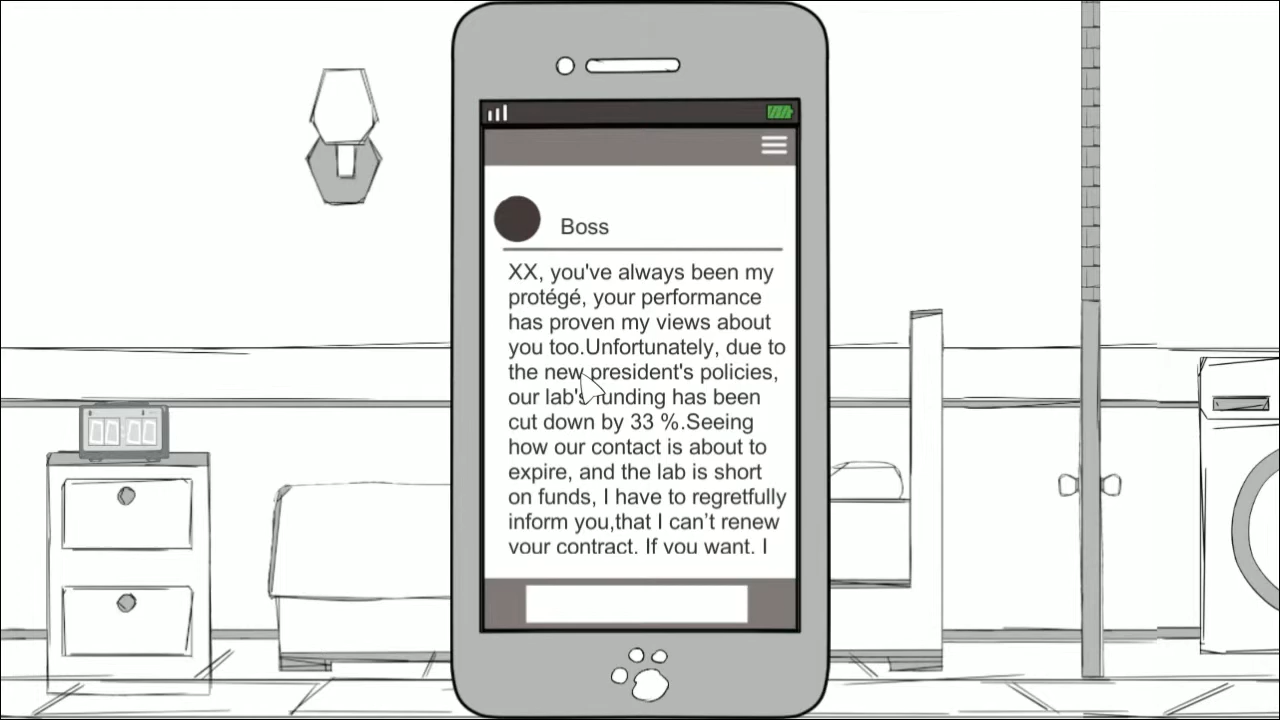 Boss
XX, you've always been my
protégé, your performance
has proven my views about
you too.Unfortunately, due to
the new president's policies,
our lab's funding has been
cut down by 33 %.Seeing
how our contact is about to
expire, and the lab is short
on funds, I have to regretfully
inform you,that I can’t renew
your contract. If you want. I